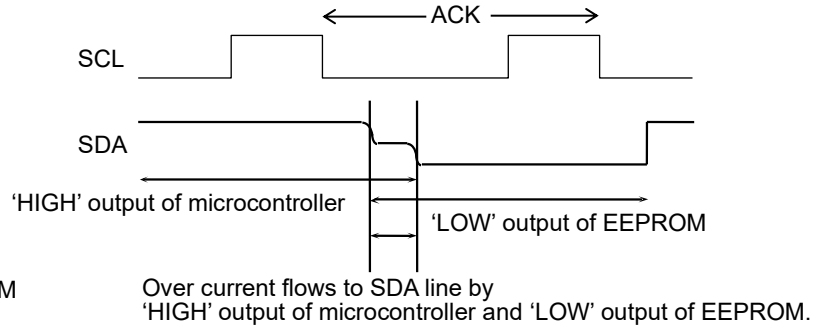 ACK
SCL
SDA
‘HIGH’ output of microcontroller
‘LOW’ output of EEPROM
Over current flows to SDA line by
‘HIGH’ output of microcontroller and ‘LOW’ output of EEPROM.